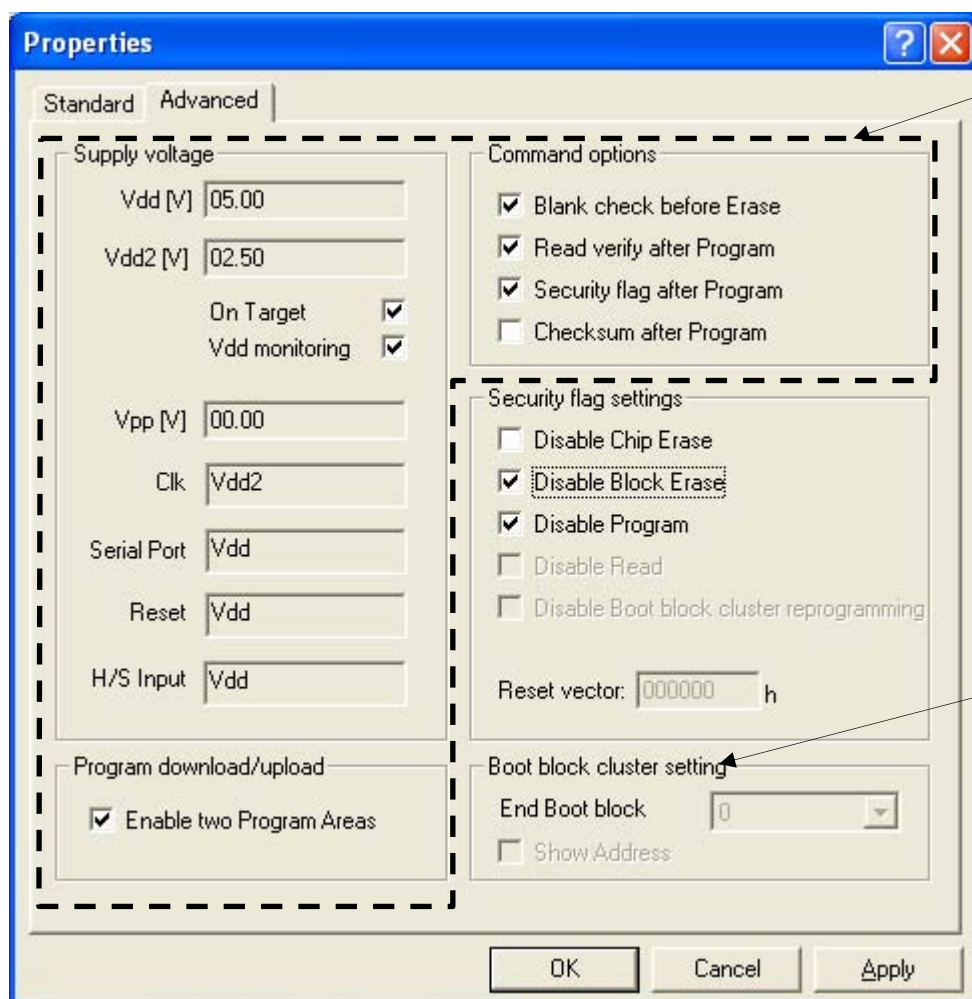 Properties
Standard
Advanced
Supply voltage
Vdd [V] 05.00
Vdd2 [V] 02.50
On Target
Vdd monitoring
Vpp [V] 00.00
Clk Vdd2
Serial Port Vdd
Reset Vdd
H/S Input Vdd
Program download/upload
Enable two Program Areas
Command options
Blank check before Erase
Read verify after Program
Security flag after Program
Checksum after Program
Security flag settings
Disable Chip Erase
Disable Block Erase
Disable Program
Disable Read
Disable Boot block cluster reprogramming
Reset vector: 000000 h
Boot block cluster setting
End Boot block 0
Show Address
OK
Cancel
Apply